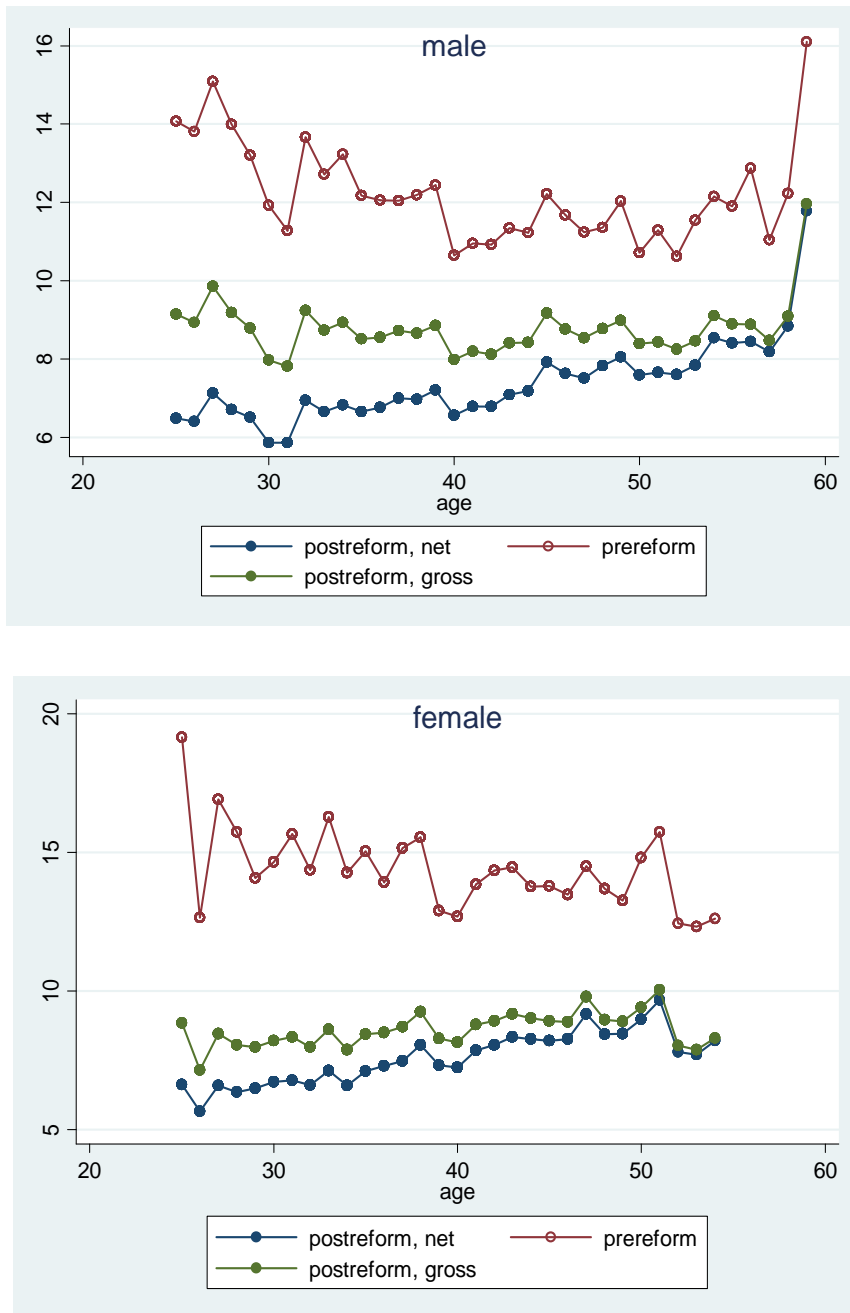 male
16
14
12
10
8
6
20 30 40 50 60
age
postreform, net prereform
postreform, gross
female
20
15
10
5
20 30 40 50 60
age
postreform, net prereform
postreform, gross